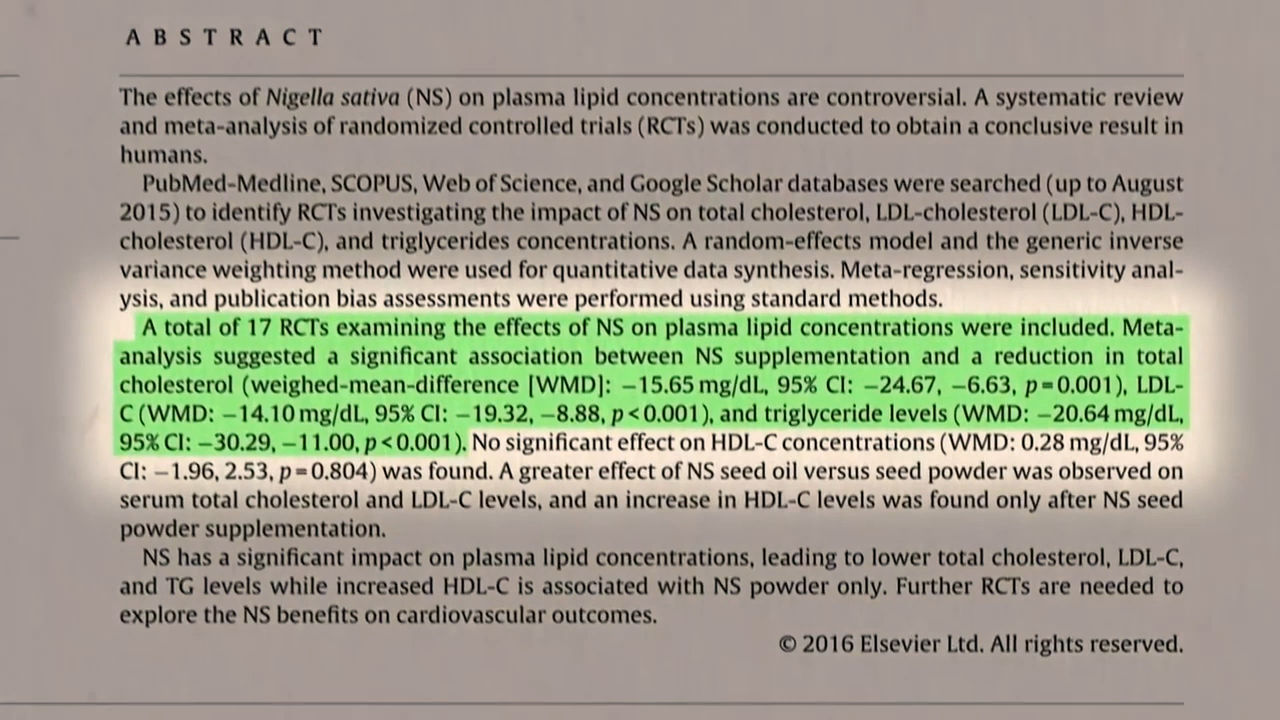 ABSTRACT
The effects of Nigella sativa (NS) on plasma lipid concentrations are controversial. A systematic review
and meta-analysis of randomized controlled trials (RCTs) was conducted to obtain a conclusive result in
humans.
PubMed-Medline, SCOPUS, Web of Science, and Google Scholar databases were searched (up to August
2015) to identify RCTs investigating the impact of NS on total cholesterol, LDL-cholesterol (LDL-C), HDL-
cholesterol (HDL-C), and triglycerides concentrations. A random-effects model and the generic inverse
variance weighting method were used for quantitative data synthesis. Meta-regression, sensitivity anal-
ysis, and publication bias assessments were performed using standard methods.
A total of 17 RCTs examining the effects of NS on plasma lipid concentrations were included. Meta-
analysis suggested a significant association between NS supplementation and a reduction in total
cholesterol (weighed-mean-difference [WMD]: −15.65 mg/dL, 95% CI: −24.67, −6.63, p=0.001), LDL-
C (WMD: −14.10 mg/dL, 95% CI: −19.32, −8.88, p<0.001), and triglyceride levels (WMD: −20.64 mg/dL,
95% CI: −30.29, −11.00, p<0.001). No significant effect on HDL-C concentrations (WMD: 0.28 mg/dL, 95%
CI: −1.96, 2.53, p=0.804) was found. A greater effect of NS seed oil versus seed powder was observed on
serum total cholesterol and LDL-C levels, and an increase in HDL-C levels was found only after NS seed
powder supplementation.
NS has a significant impact on plasma lipid concentrations, leading to lower total cholesterol, LDL-C,
and TG levels while increased HDL-C is associated with NS powder only. Further RCTs are needed to
explore the NS benefits on cardiovascular outcomes.
© 2016 Elsevier Ltd. All rights reserved.